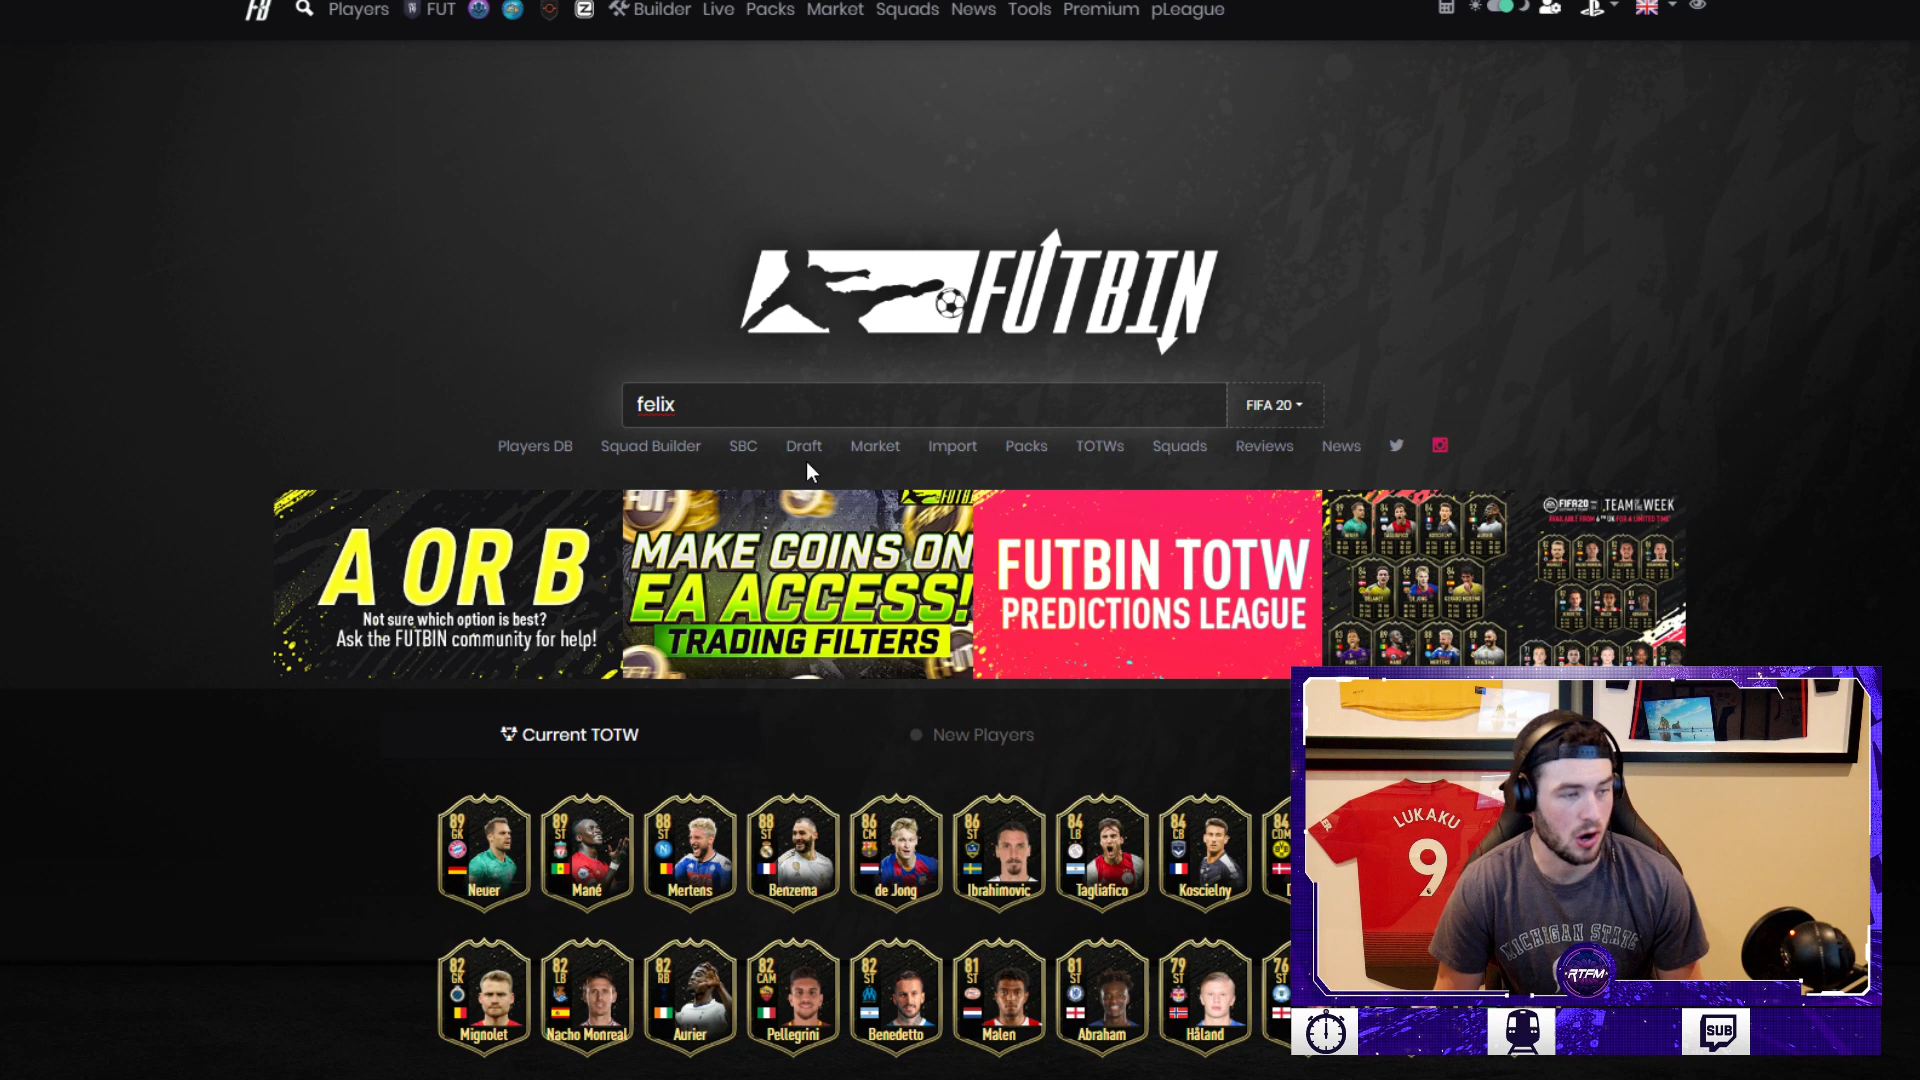 Players FUT Builder Live Packs Market Squads News Tools Premium pLeague
FUTBIN
felix
FIFA 20
Players DB Squad Builder SBC Draft Market Import Packs TOTWs Squads Reviews News
A OR B
Not sure which option is best?
Ask the FUTBIN community for help!
MAKE COINS ON
EA ACCESS!
TRADING FILTERS
FUTBIN TOTW
PREDICTIONS LEAGUE
FIFA20 TEAM OF THE WEEK
Current TOTW
New Players
89 GK Neuer
89 ST Mané
88 ST Mertens
88 ST Benzema
86 CM de Jong
86 ST Ibrahimovic
84 LB Tagliafico
84 CB Koscielny
84 CDM
82 GK Mignolet
82 LB Nacho Monreal
82 RB Aurier
82 CAM Pellegrini
82 ST Benedetto
81 ST Malen
81 ST Abraham
79 ST Håland
76 ST
LUKAKU
9
MICHIGAN STATE
RTFM
SUB